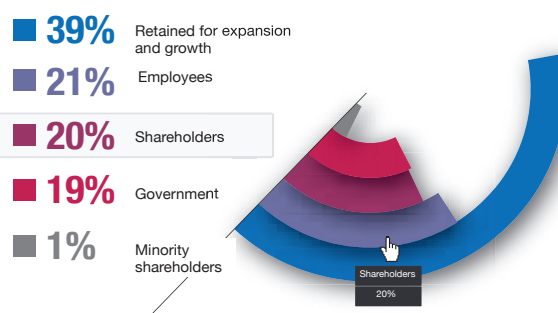 39% Retained for expansion
and growth
21% Employees
20% Shareholders
19% Government
1% Minority
shareholders
Shareholders
20%